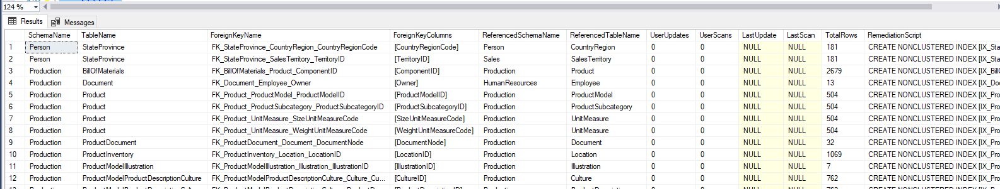 124 %
Results Messages
SchemaName TableName ForeignKeyName ForeignKeyColumns ReferencedSchemaName ReferencedTableName UserUpdates UserScans LastUpdate LastScan TotalRows RemediationScript
1 Person StateProvince FK_StateProvince_CountryRegion_CountryRegionCode [CountryRegionCode] Person CountryRegion 0 0 NULL NULL 181 CREATE NONCLUSTERED INDEX [IX_Sta
2 Person StateProvince FK_StateProvince_SalesTerritory_TerritoryID [TerritoryID] Sales SalesTerritory 0 0 NULL NULL 181 CREATE NONCLUSTERED INDEX [IX_Sta
3 Production BillOfMaterials FK_BillOfMaterials_Product_ComponentID [ComponentID] Production Product 0 0 NULL NULL 2679 CREATE NONCLUSTERED INDEX [IX_Bill
4 Production Document FK_Document_Employee_Owner [Owner] HumanResources Employee 0 0 NULL NULL 13 CREATE NONCLUSTERED INDEX [IX_Do
5 Production Product FK_Product_ProductModel_ProductModelID [ProductModelID] Production ProductModel 0 0 NULL NULL 504 CREATE NONCLUSTERED INDEX [IX_Pro
6 Production Product FK_Product_ProductSubcategory_ProductSubcategoryID [ProductSubcategoryID] Production ProductSubcategory 0 0 NULL NULL 504 CREATE NONCLUSTERED INDEX [IX_Pro
7 Production Product FK_Product_UnitMeasure_SizeUnitMeasureCode [SizeUnitMeasureCode] Production UnitMeasure 0 0 NULL NULL 504 CREATE NONCLUSTERED INDEX [IX_Pro
8 Production Product FK_Product_UnitMeasure_WeightUnitMeasureCode [WeightUnitMeasureCode] Production UnitMeasure 0 0 NULL NULL 504 CREATE NONCLUSTERED INDEX [IX_Pro
9 Production ProductDocument FK_ProductDocument_Document_DocumentNode [DocumentNode] Production Document 0 0 NULL NULL 32 CREATE NONCLUSTERED INDEX [IX_Pro
10 Production ProductInventory FK_ProductInventory_Location_LocationID [LocationID] Production Location 0 0 NULL NULL 1069 CREATE NONCLUSTERED INDEX [IX_Pro
11 Production ProductModelIllustration FK_ProductModelIllustration_Illustration_IllustrationID [IllustrationID] Production Illustration 0 0 NULL NULL 7 CREATE NONCLUSTERED INDEX [IX_Pro
12 Production ProductModelProductDescriptionCulture FK_ProductModelProductDescriptionCulture_Culture_Cu... [CultureID] Production Culture 0 0 NULL NULL 762 CREATE NONCLUSTERED INDEX [IX_Pro